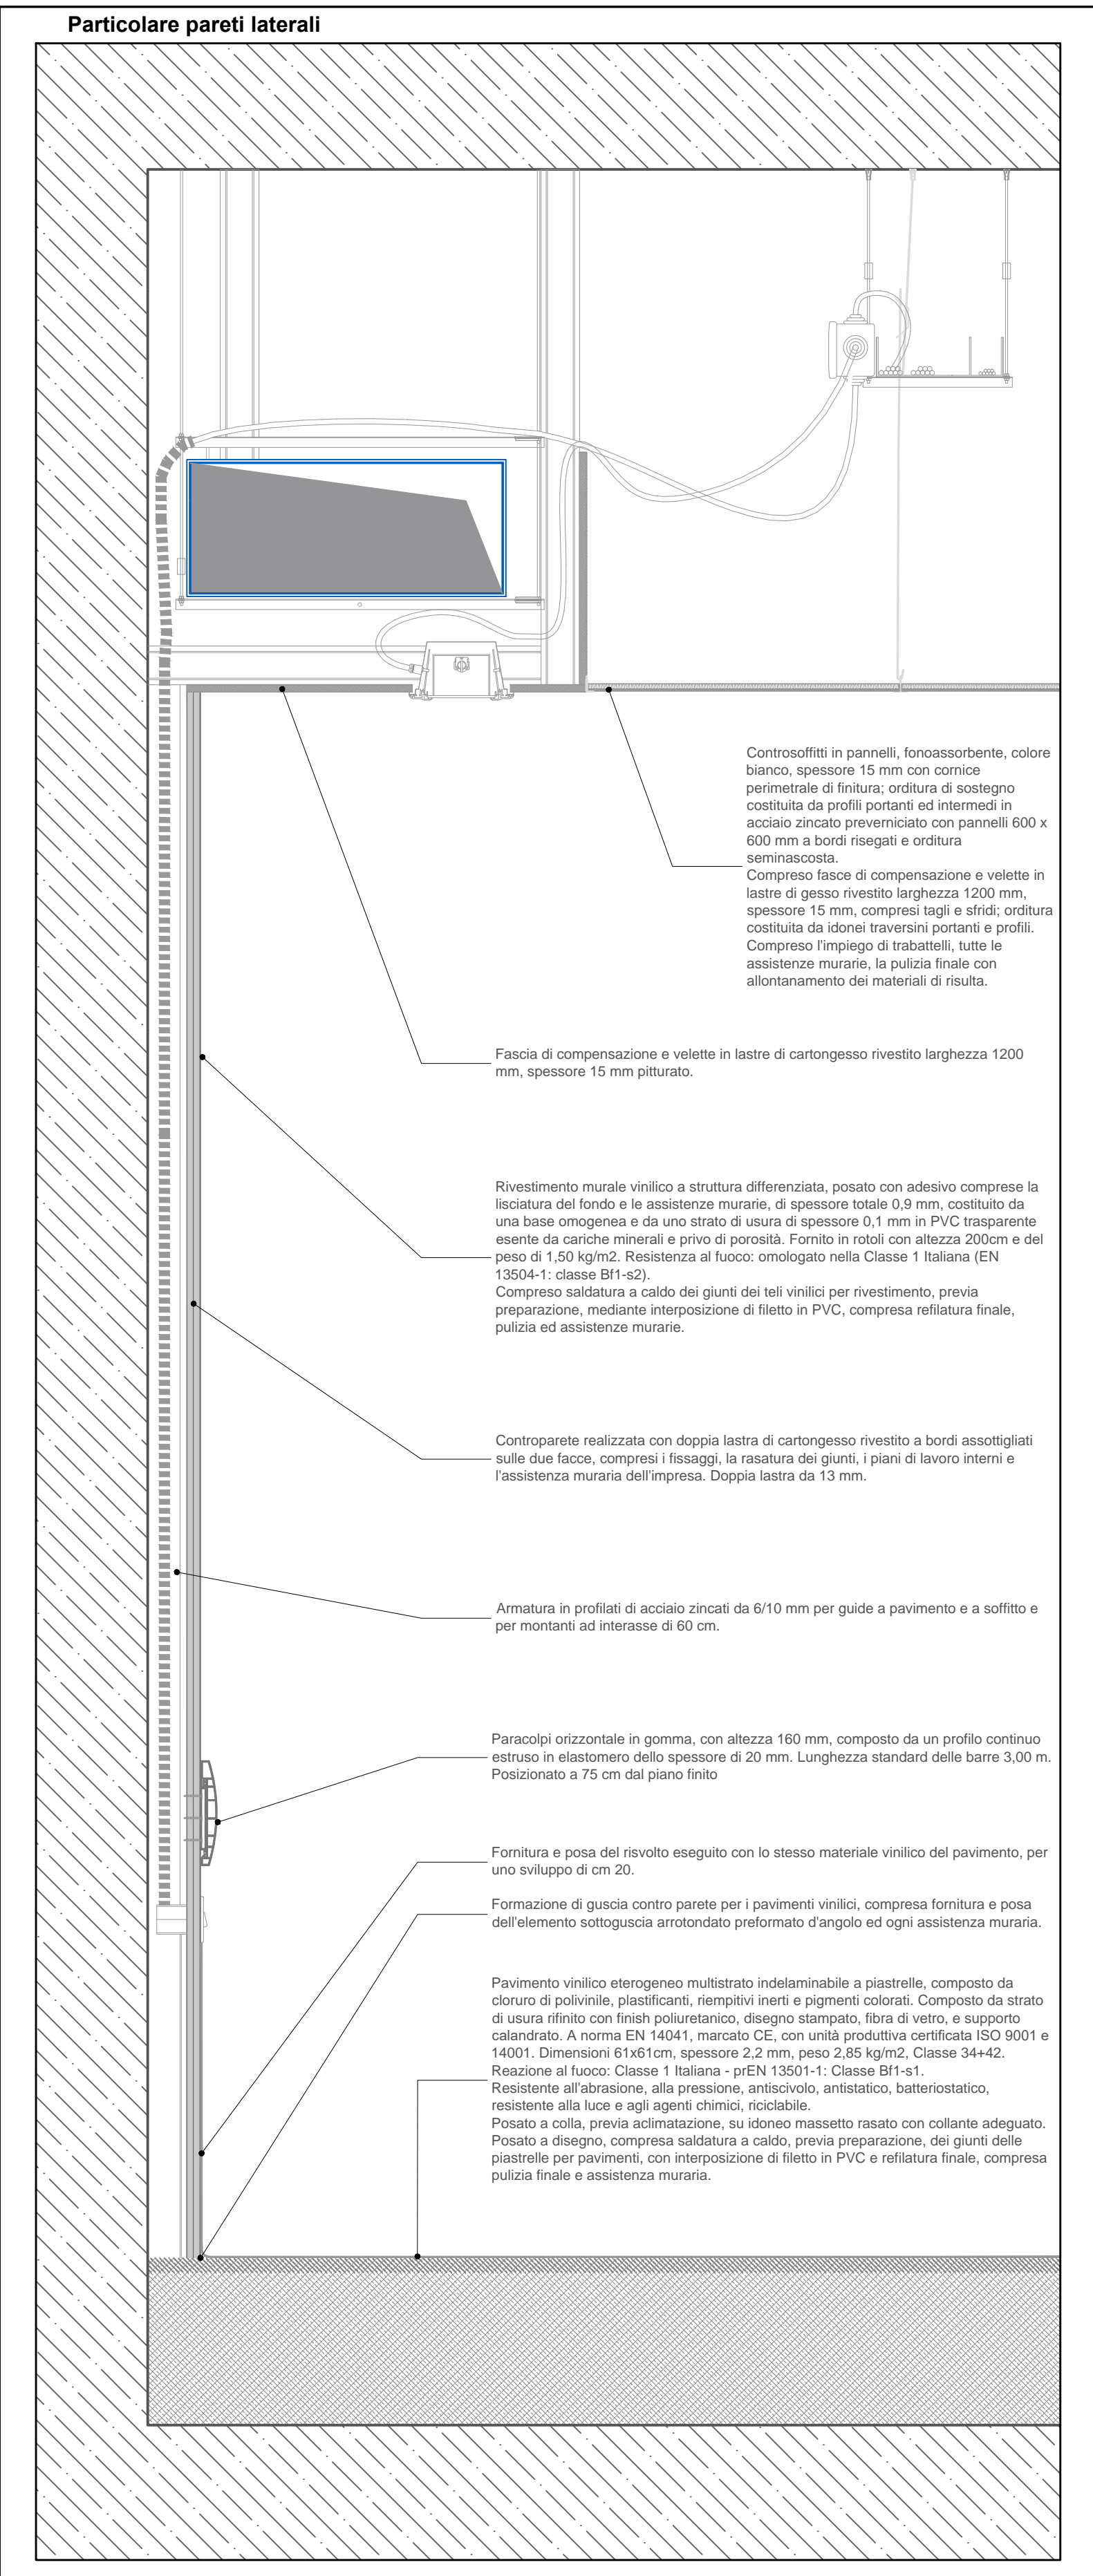 Particolare pareti laterali
Controsoffitti in pannelli, fonoassorbente, colore
bianco, spessore 15 mm con cornice
perimetrale di finitura; orditura di sostegno
costituita da profili portanti ed intermedi in
acciaio zincato preverniciato con pannelli 600 x
600 mm a bordi risegati e orditura
seminascosta.
Compreso fasce di compensazione e velette in
lastre di gesso rivestito larghezza 1200 mm,
spessore 15 mm, compresi tagli e sfridi; orditura
costituita da idonei traversini portanti e profili.
Compreso l'impiego di trabattelli, tutte le
assistenze murarie, la pulizia finale con
allontanamento dei materiali di risulta.
Fascia di compensazione e velette in lastre di cartongesso rivestito larghezza 1200
mm, spessore 15 mm pitturato.
Rivestimento murale vinilico a struttura differenziata, posato con adesivo comprese la
lisciatura del fondo e le assistenze murarie, di spessore totale 0,9 mm, costituito da
una base omogenea e da uno strato di usura di spessore 0,1 mm in PVC trasparente
esente da cariche minerali e privo di porosità. Fornito in rotoli con altezza 200cm e del
peso di 1,50 kg/m2. Resistenza al fuoco: omologato nella Classe 1 Italiana (EN
13504-1: classe Bf1-s2).
Compreso saldatura a caldo dei giunti dei teli vinilici per rivestimento, previa
preparazione, mediante interposizione di filetto in PVC, compresa refilatura finale,
pulizia ed assistenze murarie.
Controparete realizzata con doppia lastra di cartongesso rivestito a bordi assottigliati
sulle due facce, compresi i fissaggi, la rasatura dei giunti, i piani di lavoro interni e
l'assistenza muraria dell'impresa. Doppia lastra da 13 mm.
Armatura in profilati di acciaio zincati da 6/10 mm per guide a pavimento e a soffitto e
per montanti ad interasse di 60 cm.
Paracolpi orizzontale in gomma, con altezza 160 mm, composto da un profilo continuo
estruso in elastomero dello spessore di 20 mm. Lunghezza standard delle barre 3,00 m.
Posizionato a 75 cm dal piano finito
Fornitura e posa del risvolto eseguito con lo stesso materiale vinilico del pavimento, per
uno sviluppo di cm 20.
Formazione di guscia contro parete per i pavimenti vinilici, compresa fornitura e posa
dell'elemento sottoguscia arrotondato preformato d'angolo ed ogni assistenza muraria.
Pavimento vinilico eterogeneo multistrato indelaminabile a piastrelle, composto da
cloruro di polivinile, plastificanti, riempitivi inerti e pigmenti colorati. Composto da strato
di usura rifinito con finish poliuretanico, disegno stampato, fibra di vetro, e supporto
calandrato. A norma EN 14041, marcato CE, con unità produttiva certificata ISO 9001 e
14001. Dimensioni 61x61cm, spessore 2,2 mm, peso 2,85 kg/m2, Classe 34+42.
Reazione al fuoco: Classe 1 Italiana - prEN 13501-1: Classe Bf1-s1.
Resistente all'abrasione, alla pressione, antiscivolo, antistatico, batteriostatico,
resistente alla luce e agli agenti chimici, riciclabile.
Posato a colla, previa aclimatazione, su idoneo massetto rasato con collante adeguato.
Posato a disegno, compresa saldatura a caldo, previa preparazione, dei giunti delle
piastrelle per pavimenti, con interposizione di filetto in PVC e refilatura finale, compresa
pulizia finale e assistenza muraria.